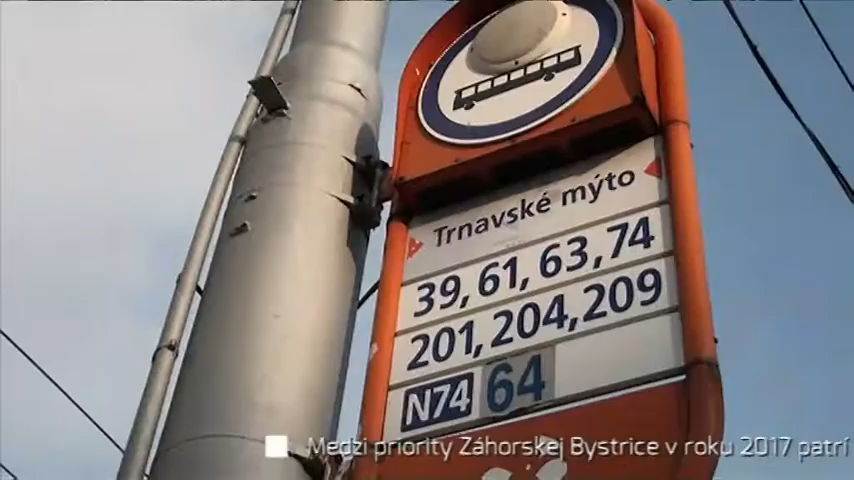 Trnavské mýto
39, 61, 63, 74
201, 204, 209
N74 64
Medzi priority Záhorskej Bystrice v roku 2017 patrí